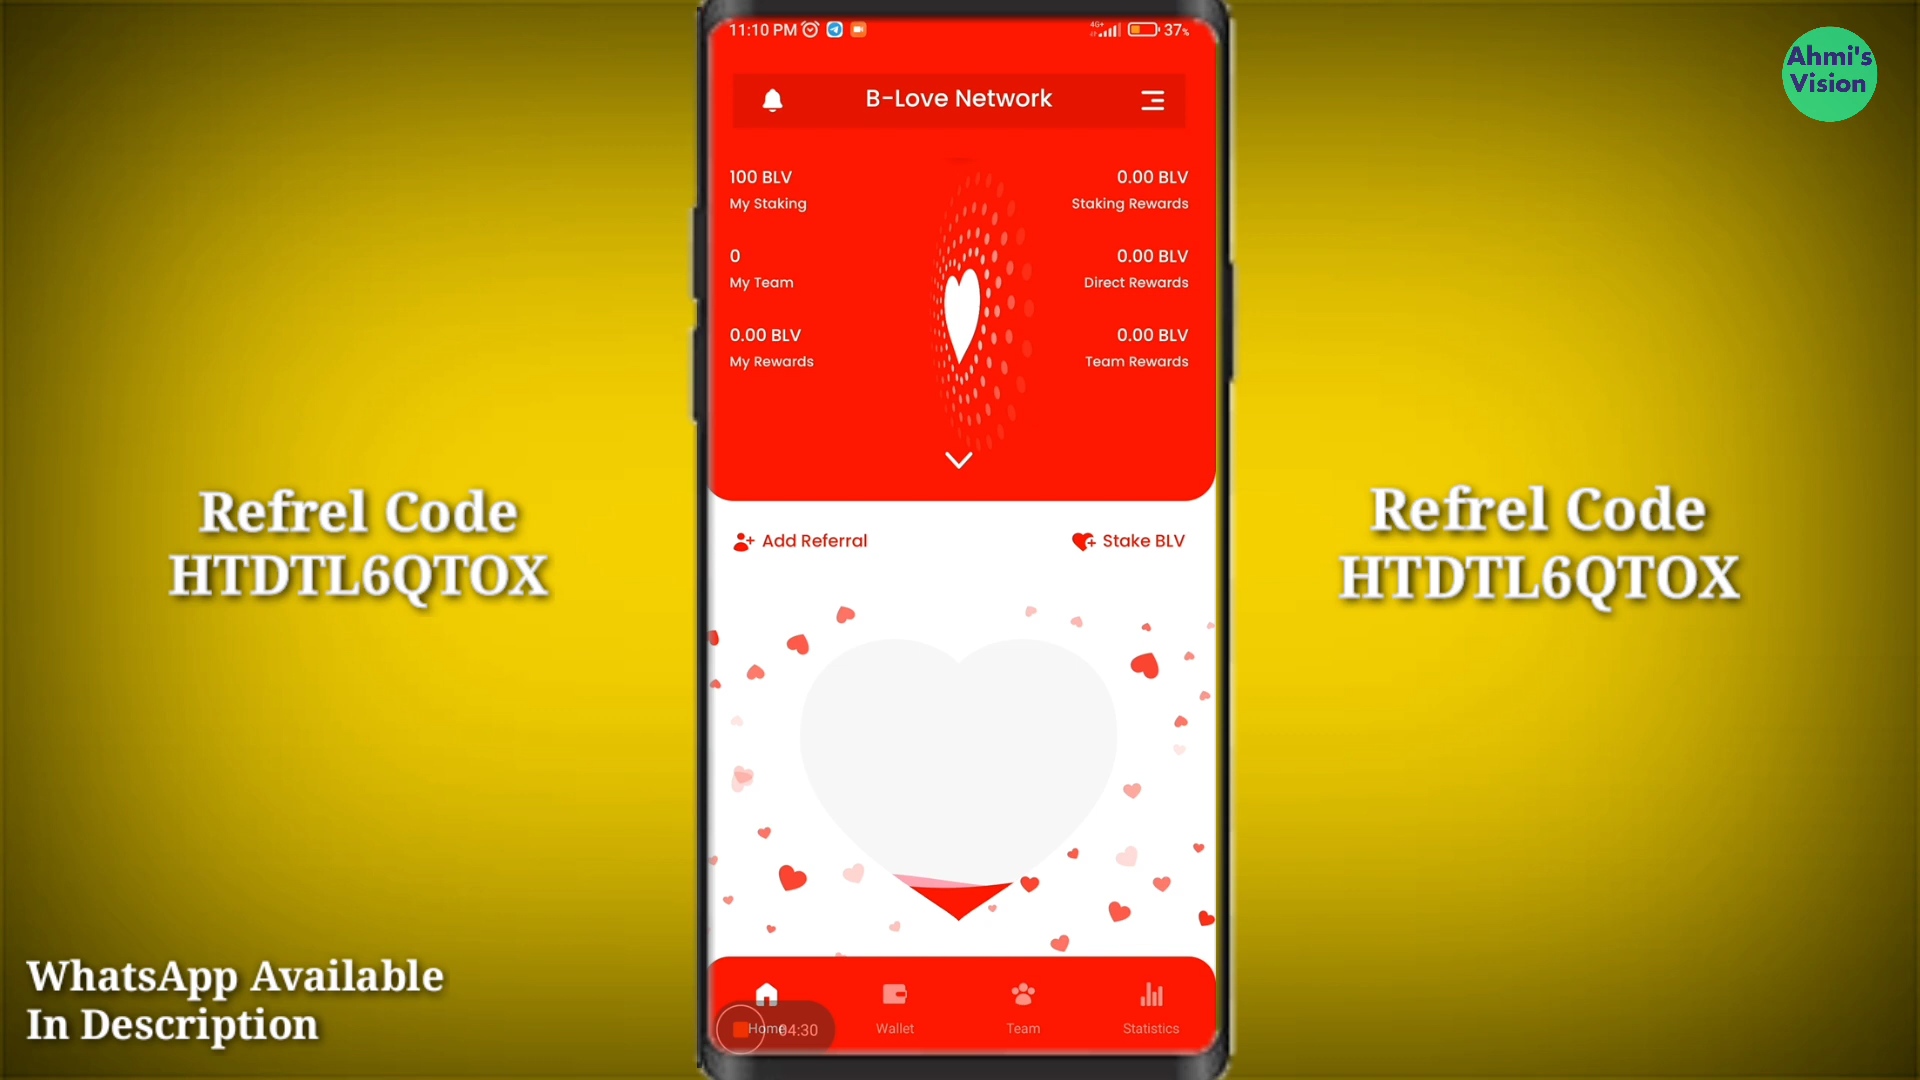 11:10 PM
4G+
37%
Ahmi's
Vision
B-Love Network
100 BLV
My Staking
0.00 BLV
Staking Rewards
0
My Team
0.00 BLV
Direct Rewards
0.00 BLV
My Rewards
0.00 BLV
Team Rewards
Refrel Code
HTDTL6QTOX
Add Referral
Stake BLV
Refrel Code
HTDTL6QTOX
WhatsApp Available
In Description
Home
04:30
Wallet
Team
Statistics